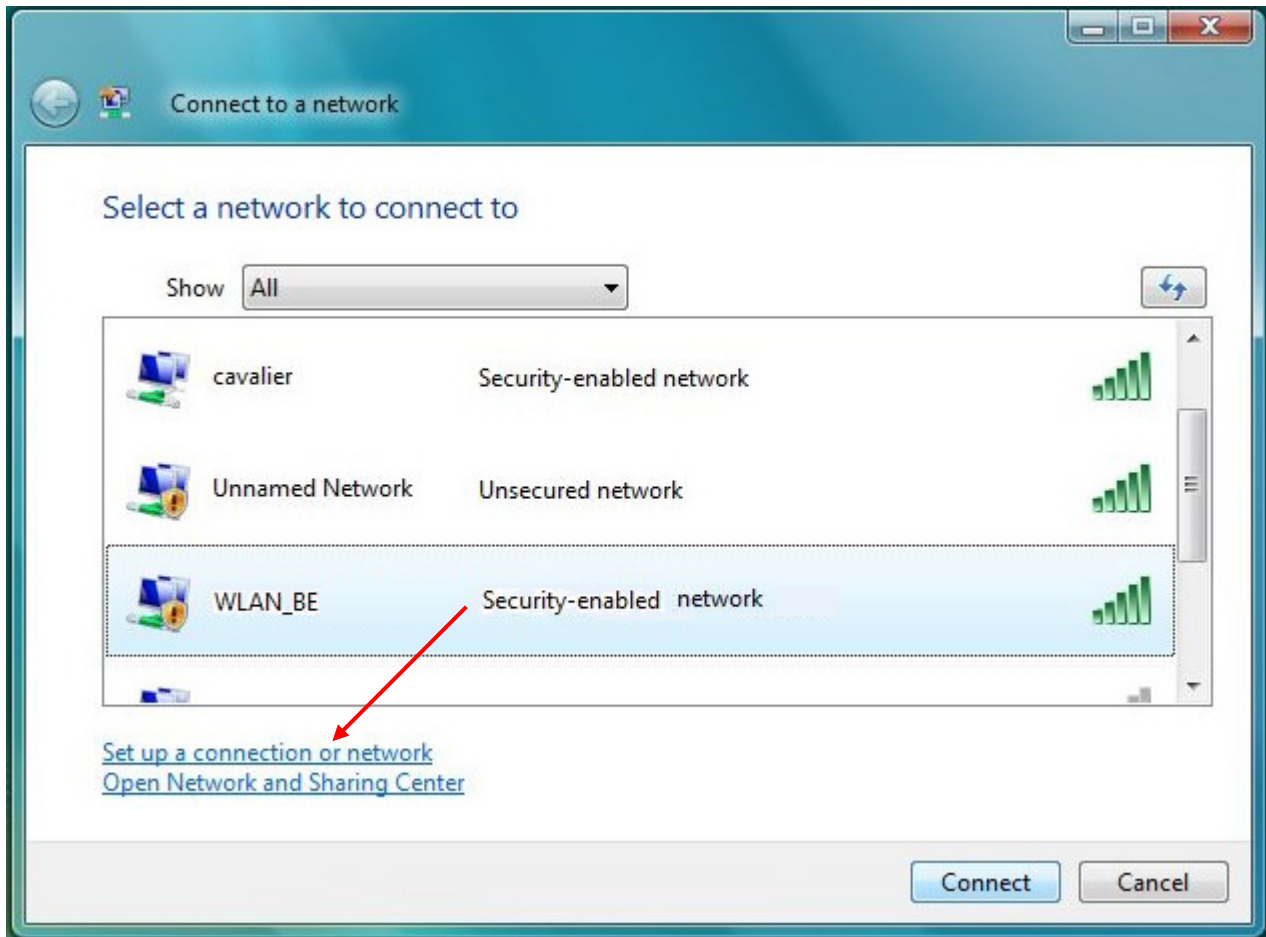 Connect to a network
Select a network to connect to
Show All
cavalier Security-enabled network
Unnamed Network Unsecured network
WLAN_BE Security-enabled network
Set up a connection or network
Open Network and Sharing Center
Connect Cancel